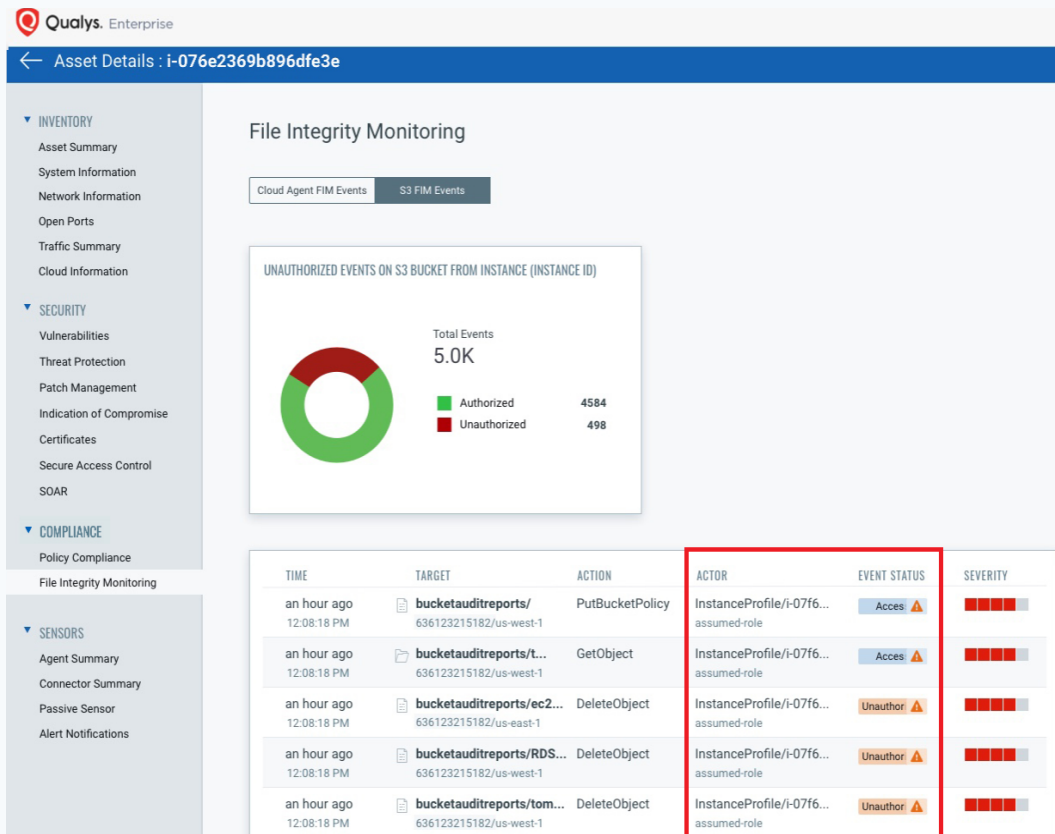 Qualys. Enterprise
Asset Details : i-076e2369b896dfe3e
INVENTORY
Asset Summary
System Information
Network Information
Open Ports
Traffic Summary
Cloud Information
SECURITY
Vulnerabilities
Threat Protection
Patch Management
Indication of Compromise
Certificates
Secure Access Control
SOAR
COMPLIANCE
Policy Compliance
File Integrity Monitoring
SENSORS
Agent Summary
Connector Summary
Passive Sensor
Alert Notifications
File Integrity Monitoring
Cloud Agent FIM Events S3 FIM Events
UNAUTHORIZED EVENTS ON S3 BUCKET FROM INSTANCE (INSTANCE ID)
Total Events
5.0K
Authorized 4584
Unauthorized 498
TIME TARGET ACTION ACTOR EVENT STATUS SEVERITY
an hour ago bucketauditreports/ PutBucketPolicy InstanceProfile/i-07f6... Acces
12:08:18 PM 636123215182/us-west-1 assumed-role
an hour ago bucketauditreports/t... GetObject InstanceProfile/i-07f6... Acces
12:08:18 PM 636123215182/us-west-1 assumed-role
an hour ago bucketauditreports/ec2... DeleteObject InstanceProfile/i-07f6... Unauthor
12:08:18 PM 636123215182/us-east-1 assumed-role
an hour ago bucketauditreports/RDS... DeleteObject InstanceProfile/i-07f6... Unauthor
12:08:18 PM 636123215182/us-west-1 assumed-role
an hour ago bucketauditreports/tom... DeleteObject InstanceProfile/i-07f6... Unauthor
12:08:18 PM 636123215182/us-west-1 assumed-role